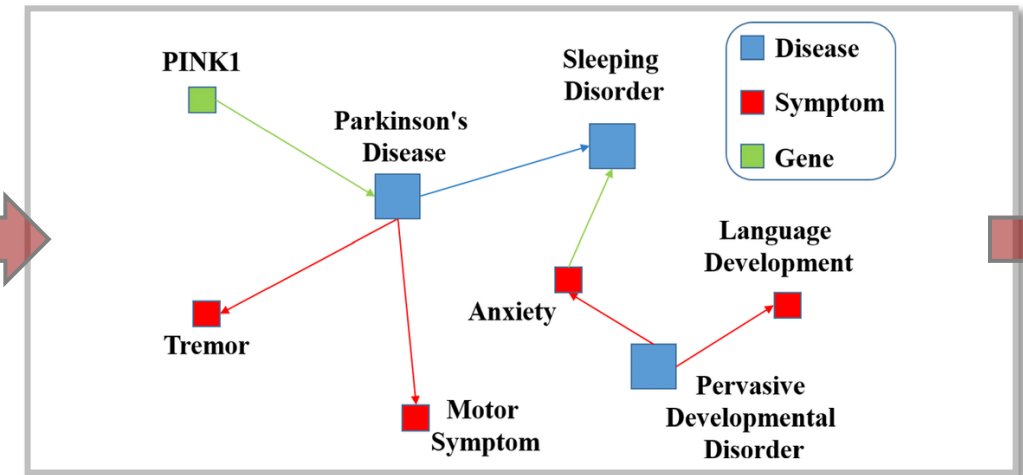 PINK1
Parkinson's
Disease
Sleeping
Disorder
Disease
Symptom
Gene
Language
Development
Anxiety
Tremor
Motor
Symptom
Pervasive
Developmental
Disorder